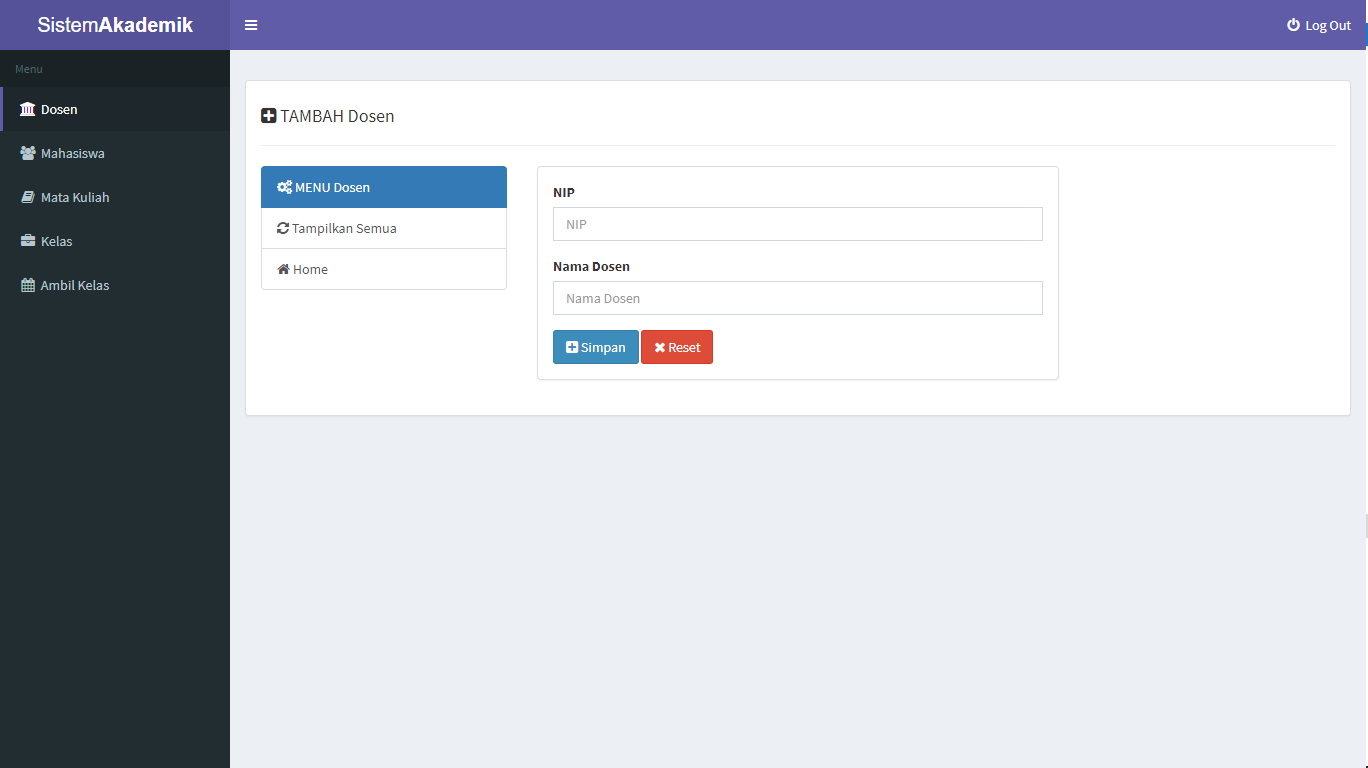 SistemAkademik
Log Out
Menu
Dosen
Mahasiswa
Mata Kuliah
Kelas
Ambil Kelas
TAMBAH Dosen
MENU Dosen
Tampilkan Semua
Home
NIP
NIP
Nama Dosen
Nama Dosen
Simpan Reset